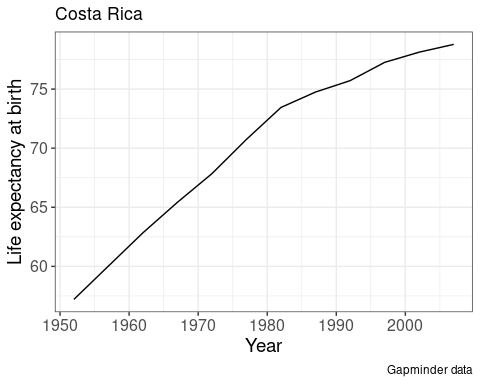 Costa Rica
Life expectancy at birth
75
70
65
60
1950 1960 1970 1980 1990 2000
Year
Gapminder data